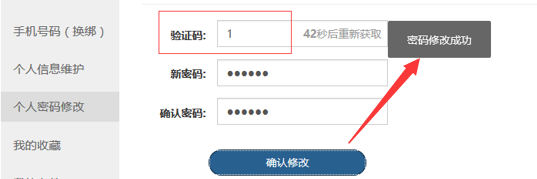 手机号码（换绑）
个人信息维护
个人密码修改
我的收藏
验证码:
1
42秒后重新获取
密码修改成功
新密码:
●●●●●●
确认密码:
●●●●●●
确认修改